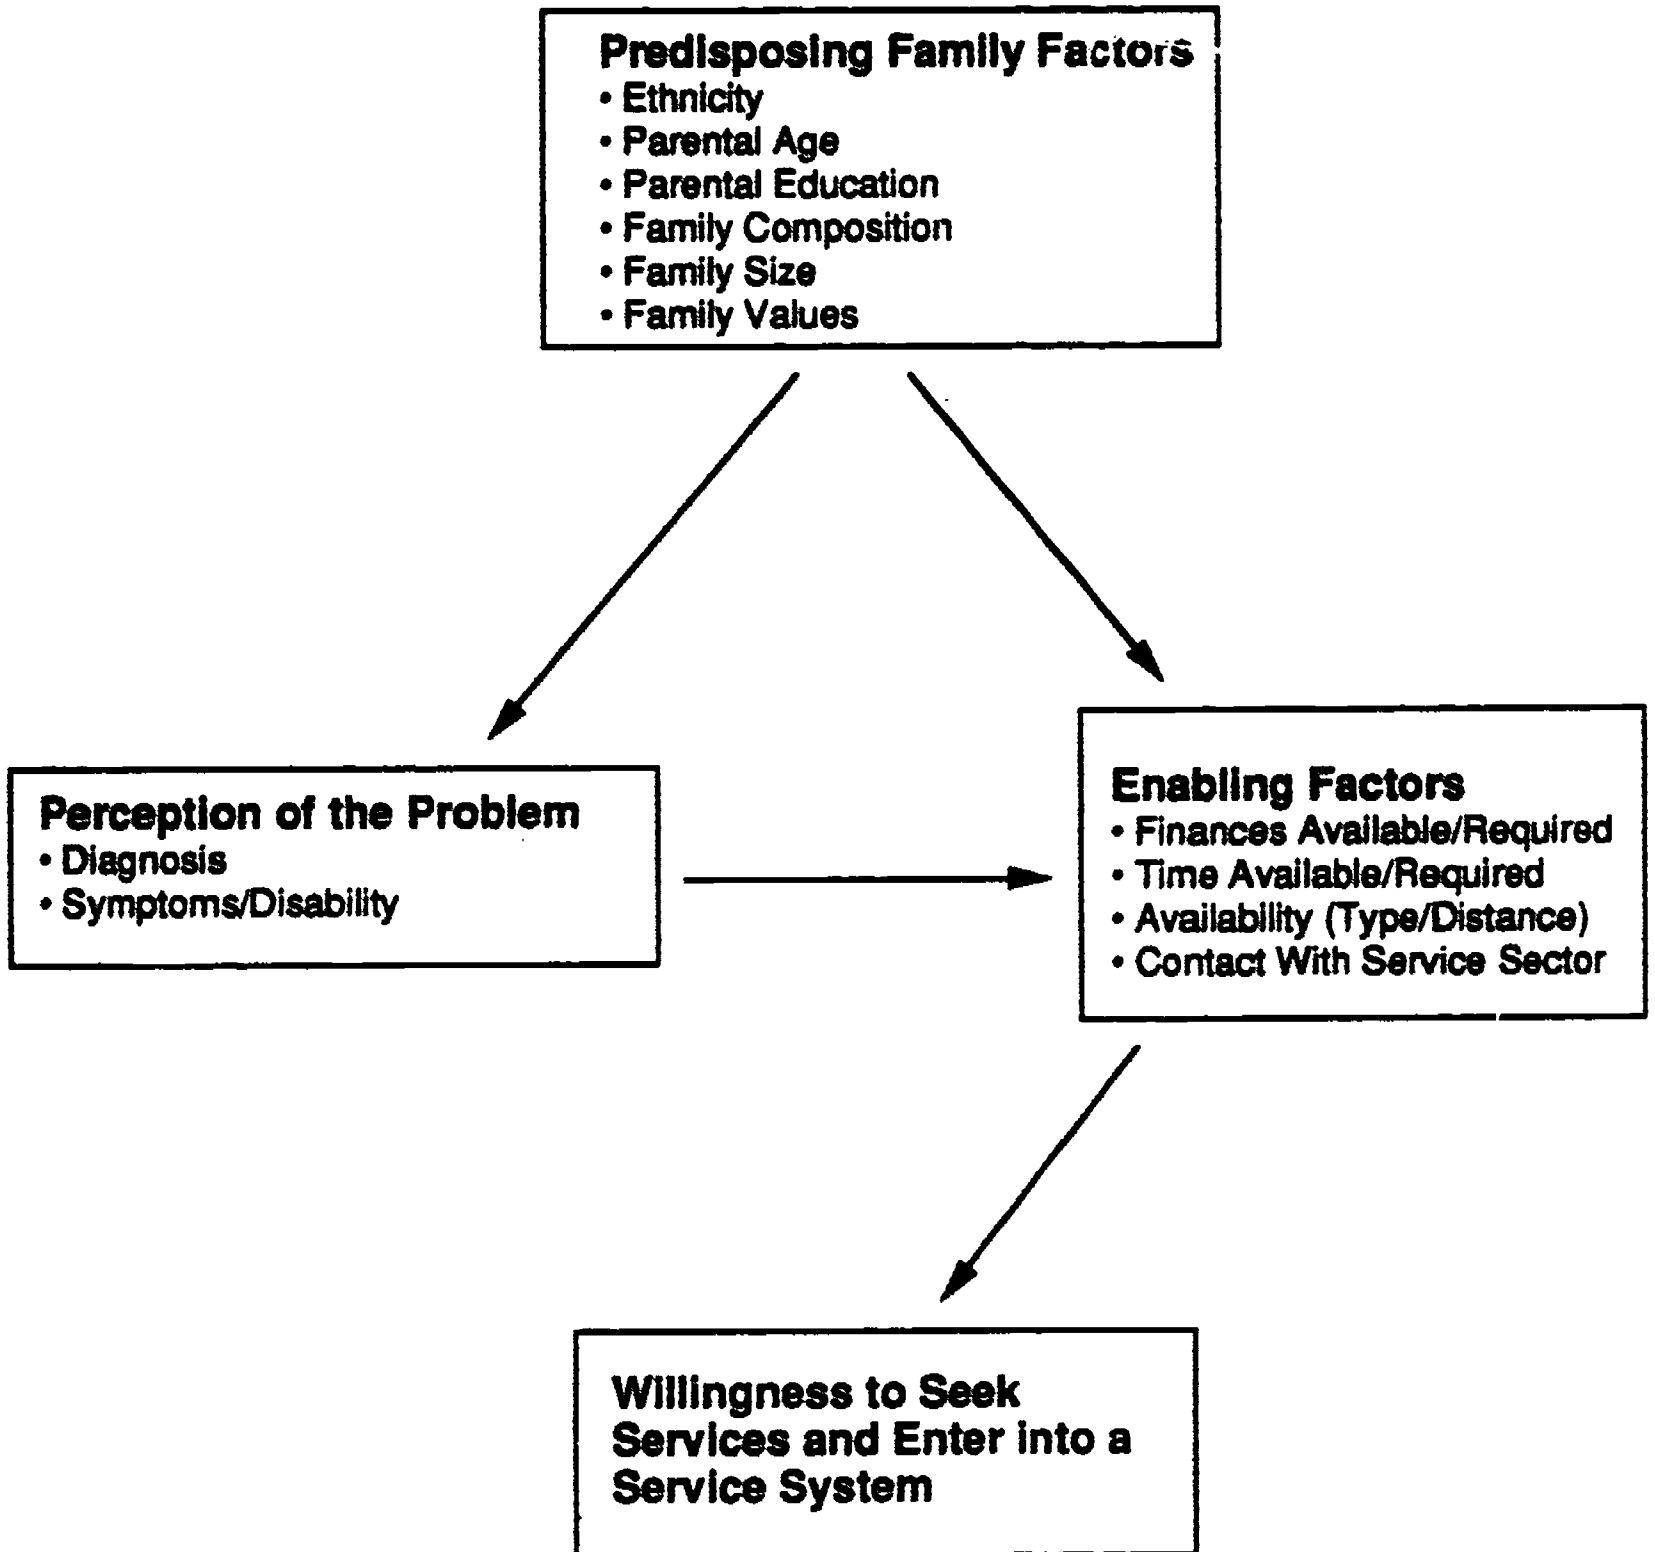 Predisposing Family Factors
• Ethnicity
• Parental Age
• Parental Education
• Family Composition
• Family Size
• Family Values
Perception of the Problem
• Diagnosis
• Symptoms/Disability
Enabling Factors
• Finances Available/Required
• Time Available/Required
• Availability (Type/Distance)
• Contact With Service Sector
Willingness to Seek
Services and Enter into a
Service System